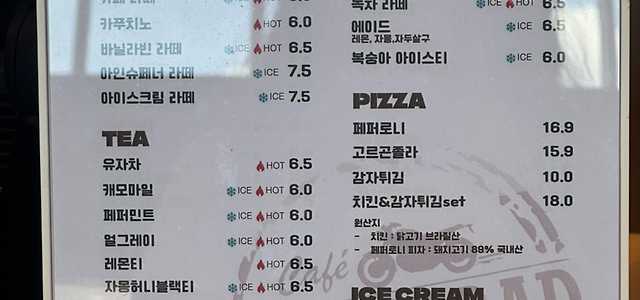 카푸치노 HOT 6.0
바닐라빈 라떼 ICE HOT 6.5
아인슈페너 라떼 ICE 7.5
아이스크림 라떼 ICE 7.5
TEA
유자차 HOT 6.5
캐모마일 ICE HOT 6.0
페퍼민트 ICE HOT 6.0
얼그레이 ICE HOT 6.0
레몬티 HOT 6.5
자몽허니블랙티 HOT 6.5
녹차 라떼 ICE HOT 6.5
에이드 ICE 6.5
레몬, 자몽,자두살구
복숭아 아이스티 ICE 6.0
PIZZA
페퍼로니 16.9
고르곤졸라 15.9
감자튀김 10.0
치킨&감자튀김set 18.0
원산지
- 치킨 : 닭고기 브라질산
- 페퍼로니 피자 : 돼지고기 89% 국내산
Café
ICE CREAM